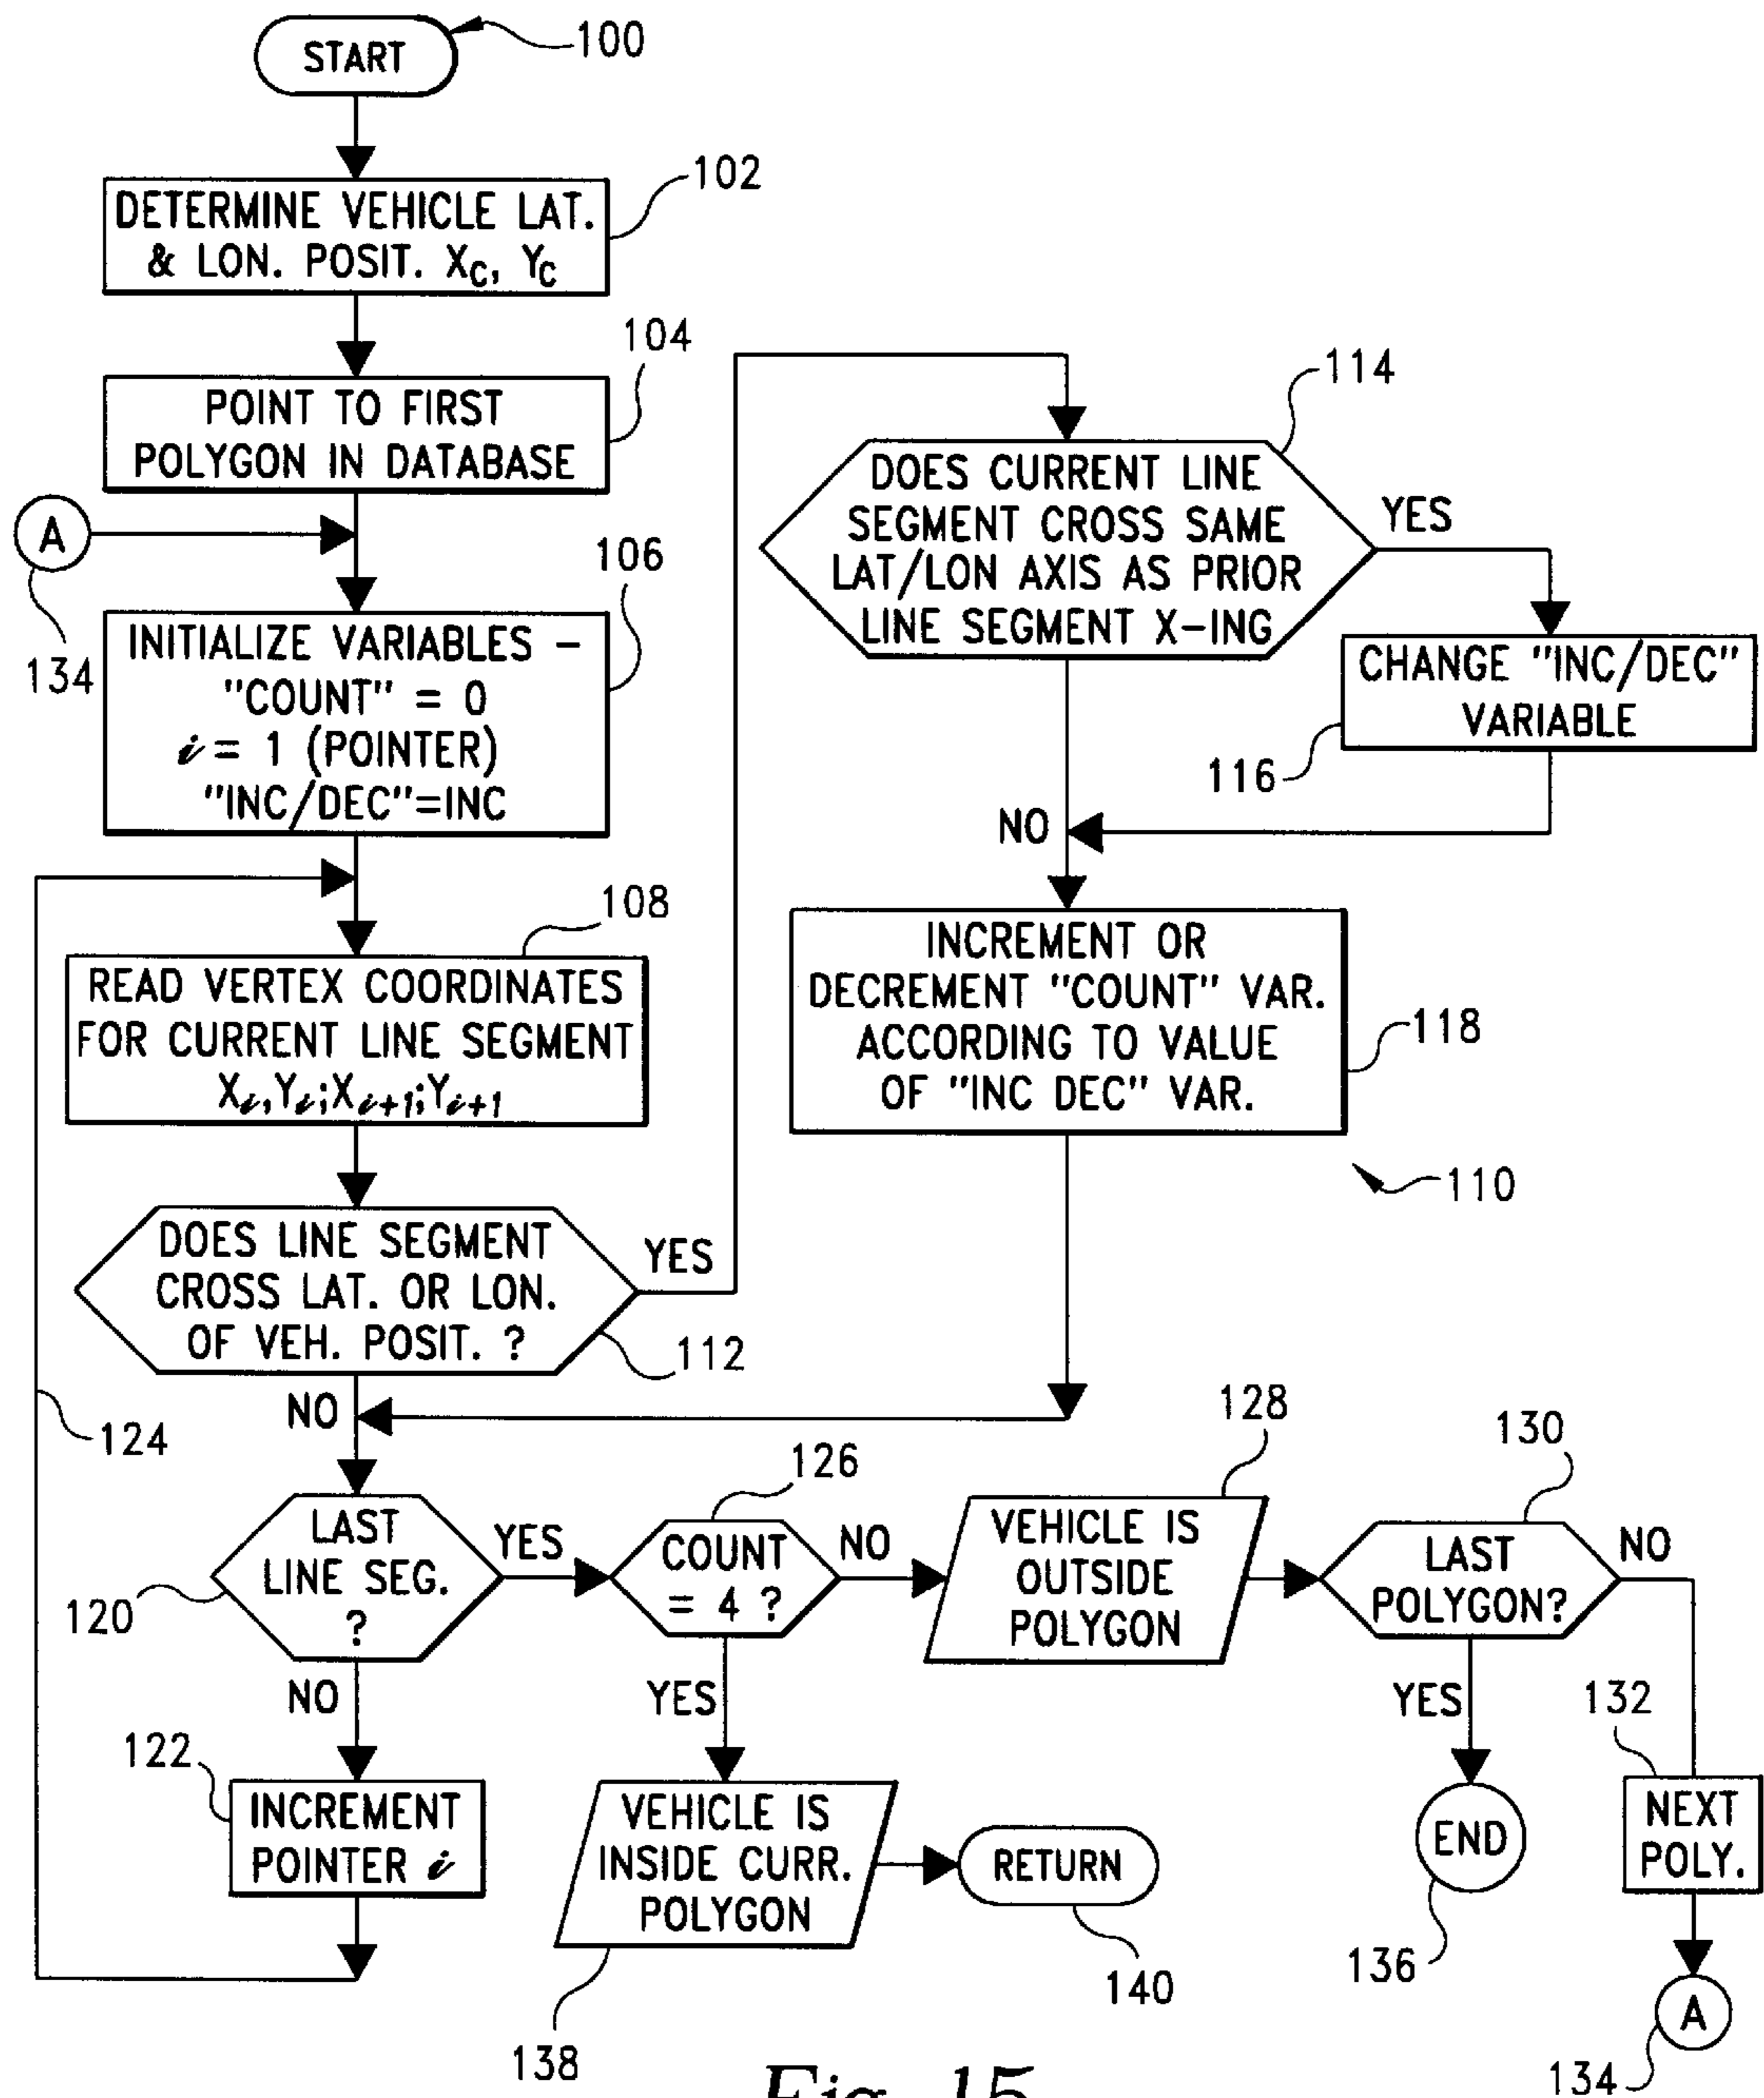 START
100
DETERMINE VEHICLE LAT.
& LON. POSIT. XC, YC
102
POINT TO FIRST
POLYGON IN DATABASE
104
A
134
INITIALIZE VARIABLES –
"COUNT" = 0
i = 1 (POINTER)
"INC/DEC"=INC
106
READ VERTEX COORDINATES
FOR CURRENT LINE SEGMENT
Xi,Yi;Xi+1;Yi+1
108
DOES LINE SEGMENT
CROSS LAT. OR LON.
OF VEH. POSIT. ?
YES
112
NO
124
DOES CURRENT LINE
SEGMENT CROSS SAME
LAT/LON AXIS AS PRIOR
LINE SEGMENT X-ING
114
YES
CHANGE "INC/DEC"
VARIABLE
116
NO
INCREMENT OR
DECREMENT "COUNT" VAR.
ACCORDING TO VALUE
OF "INC DEC" VAR.
118
110
LAST
LINE SEG.
?
120
YES
NO
COUNT
= 4 ?
126
NO
YES
VEHICLE IS
OUTSIDE
POLYGON
128
LAST
POLYGON?
130
NO
YES
122
INCREMENT
POINTER i
VEHICLE IS
INSIDE CURR.
POLYGON
138
RETURN
140
END
136
132
NEXT
POLY.
A
134
Fig. 15